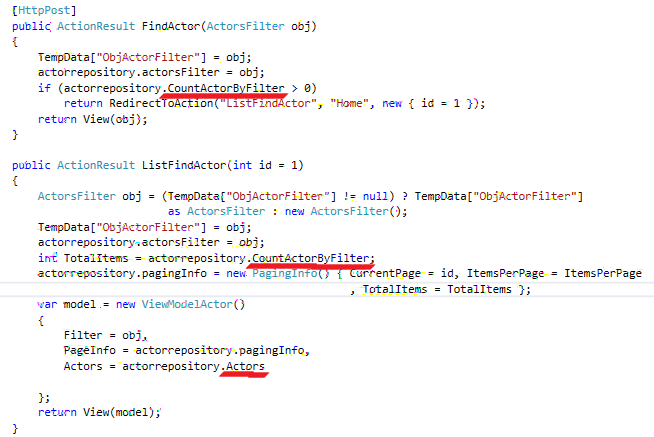 [HttpPost]
public ActionResult FindActor(ActorsFilter obj)
{
TempData["ObjActorFilter"] = obj;
actorrepository.actorsFilter = obj;
if (actorrepository.CountActorByFilter > 0)
return RedirectToAction("ListFindActor", "Home", new { id = 1 });
return View(obj);
}
public ActionResult ListFindActor(int id = 1)
{
ActorsFilter obj = (TempData["ObjActorFilter"] != null) ? TempData["ObjActorFilter"]
as ActorsFilter : new ActorsFilter();
TempData["ObjActorFilter"] = obj;
actorrepository.actorsFilter = obj;
int TotalItems = actorrepository.CountActorByFilter;
actorrepository.pagingInfo = new PagingInfo() { CurrentPage = id, ItemsPerPage = ItemsPerPage
, TotalItems = TotalItems };
var model = new ViewModelActor()
{
Filter = obj,
PageInfo = actorrepository.pagingInfo,
Actors = actorrepository.Actors
};
return View(model);
}